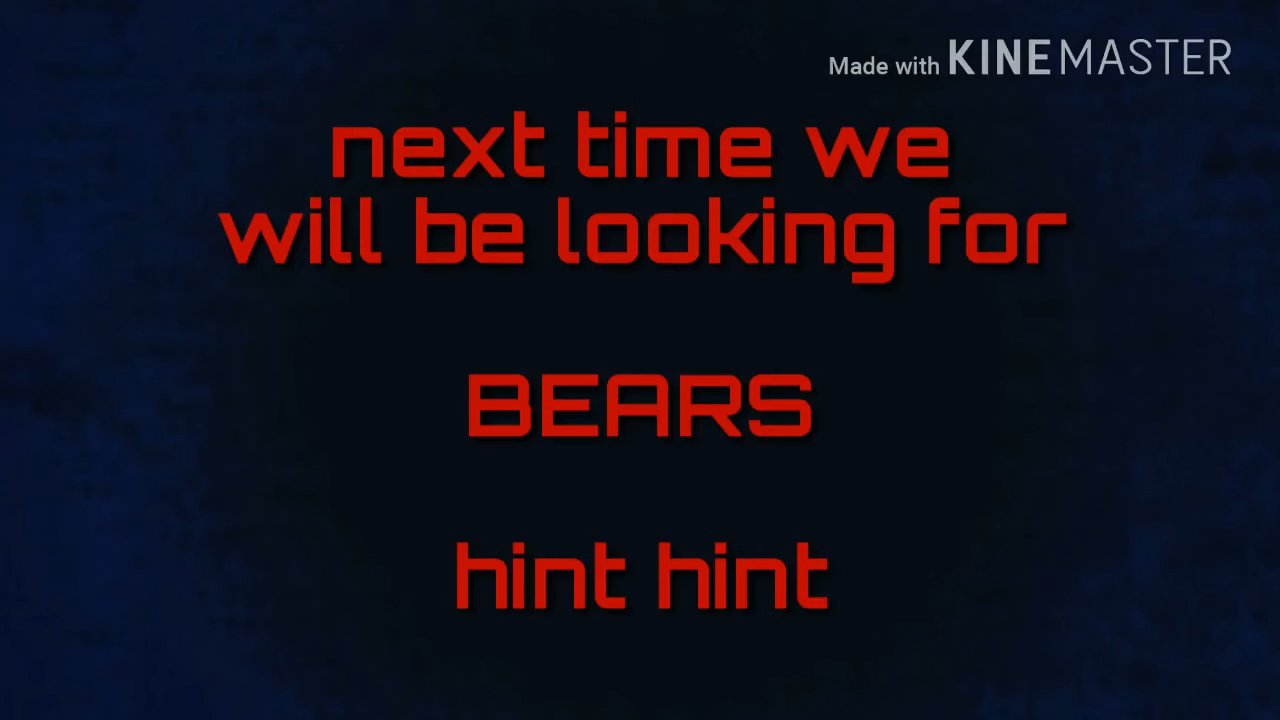 Made with KINEMASTER
next time we
will be looking for
BEARS
hint hint